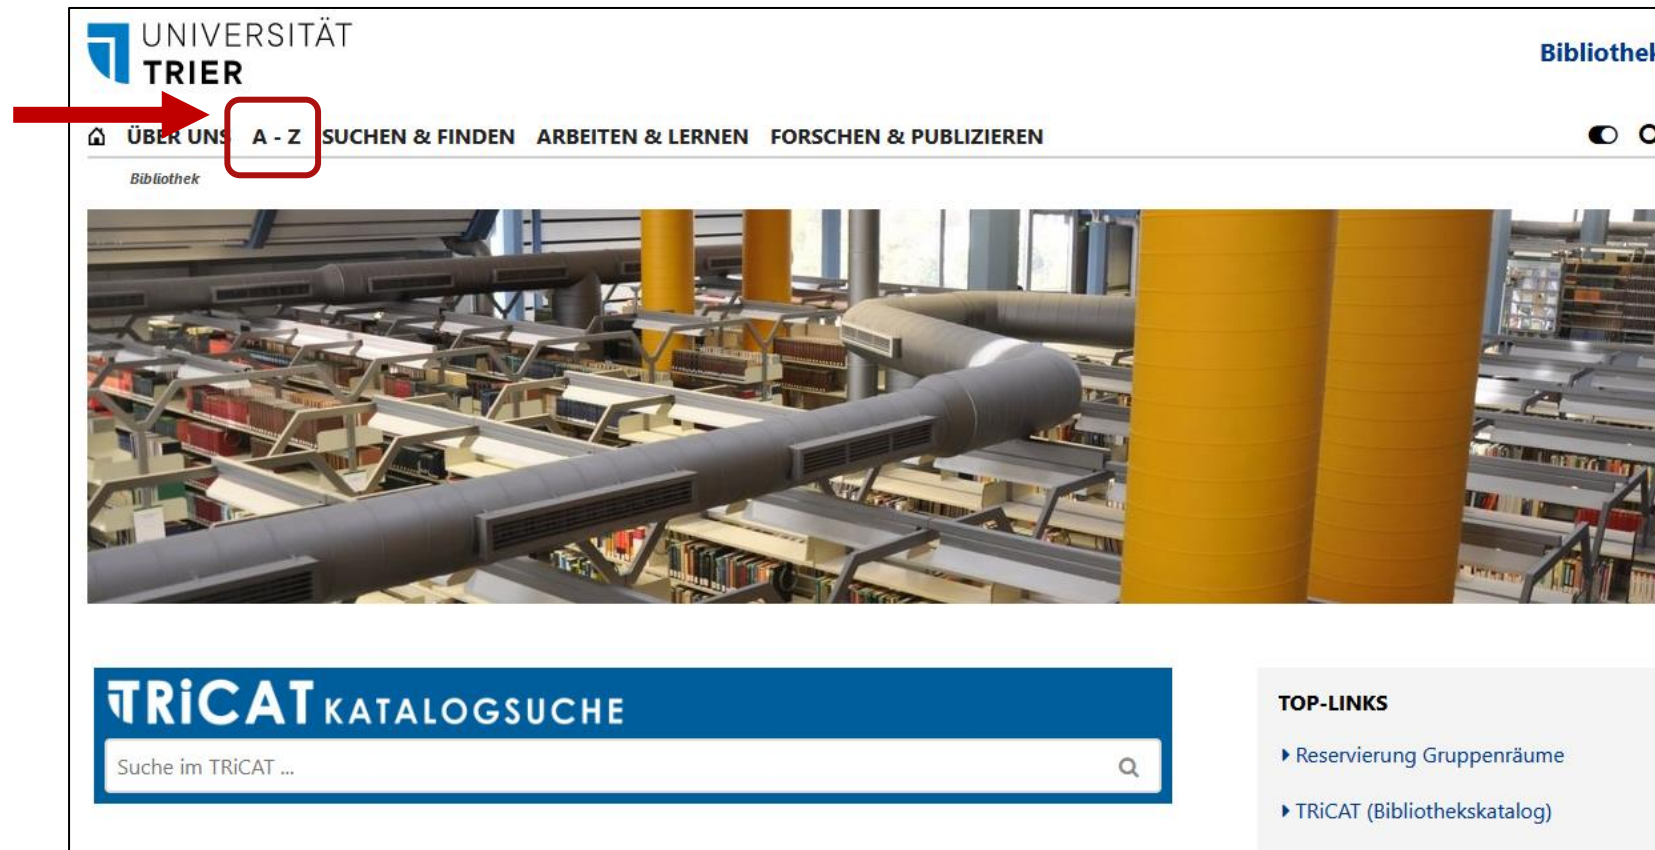 UNIVERSITÄT
TRIER
Bibliothek
ÜBER UNS A - Z SUCHEN & FINDEN ARBEITEN & LERNEN FORSCHEN & PUBLIZIEREN
Bibliothek
TRiCAT KATALOGSUCHE
Suche im TRiCAT ...
TOP-LINKS
Reservierung Gruppenräume
TRiCAT (Bibliothekskatalog)